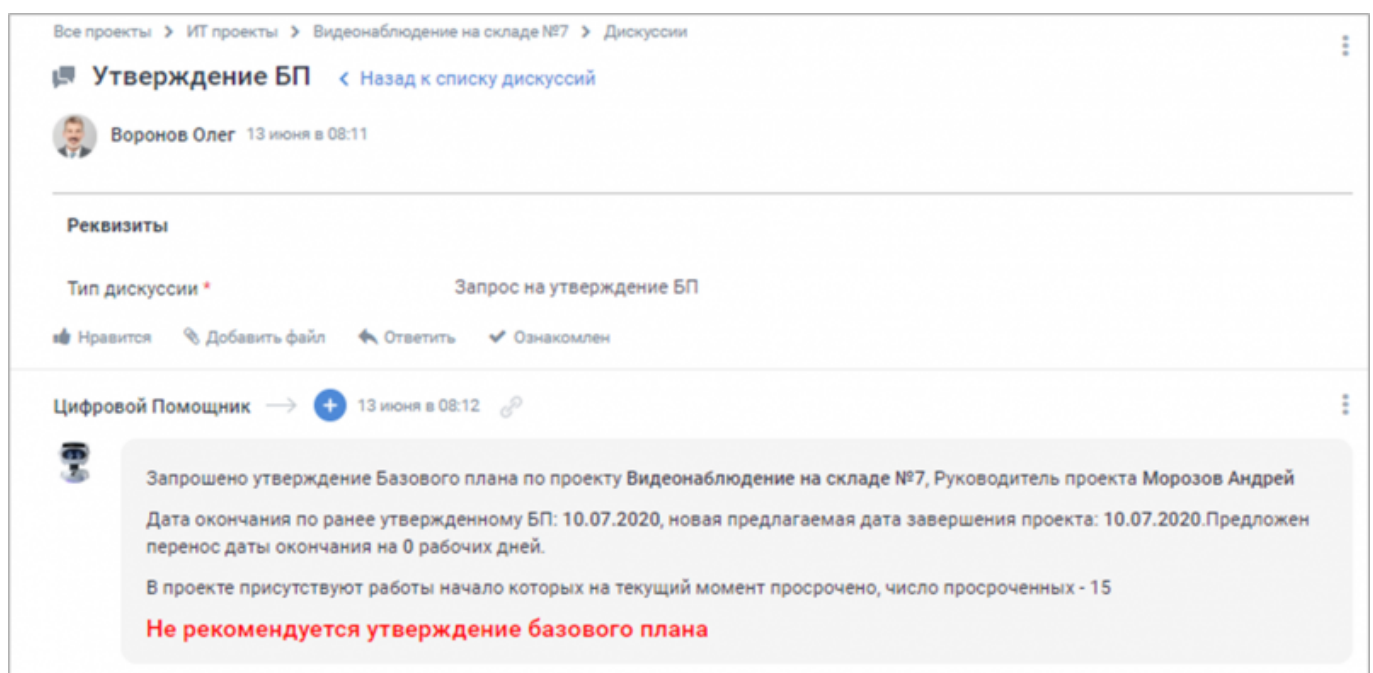 Все проекты > ИТ проекты > Видеонаблюдение на складе №7 > Дискуссии
Утверждение БП < Назад к списку дискуссий
Воронов Олег 13 июня в 08:11
Реквизиты
Тип дискуссии * Запрос на утверждение БП
Нравится Добавить файл Ответить Ознакомлен
Цифровой Помощник → + 13 июня в 08:12
Запрошено утверждение Базового плана по проекту Видеонаблюдение на складе №7, Руководитель проекта Морозов Андрей
Дата окончания по ранее утвержденному БП: 10.07.2020, новая предлагаемая дата завершения проекта: 10.07.2020.Предложен
перенос даты окончания на 0 рабочих дней.
В проекте присутствуют работы начало которых на текущий момент просрочено, число просроченных - 15
Не рекомендуется утверждение базового плана